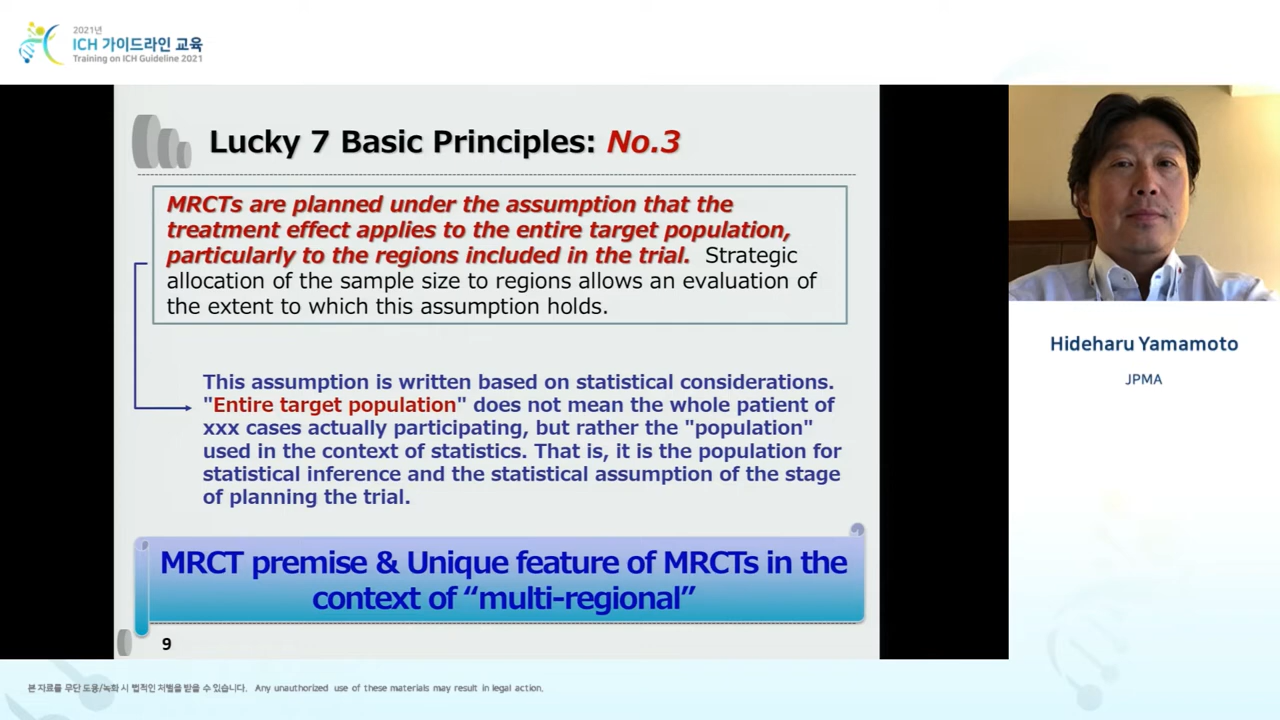 2021년
ICH 가이드라인 교육
Training on ICH Guideline 2021
Lucky 7 Basic Principles: No.3
MRCTs are planned under the assumption that the
treatment effect applies to the entire target population,
particularly to the regions included in the trial. Strategic
allocation of the sample size to regions allows an evaluation of
the extent to which this assumption holds.
This assumption is written based on statistical considerations.
"Entire target population" does not mean the whole patient of
xxx cases actually participating, but rather the "population"
used in the context of statistics. That is, it is the population for
statistical inference and the statistical assumption of the stage
of planning the trial.
MRCT premise & Unique feature of MRCTs in the
context of “multi-regional”
9
Hideharu Yamamoto
JPMA
본 자료를 무단 도용/녹화 시 법적인 처벌을 받을 수 있습니다. Any unauthorized use of these materials may result in legal action.